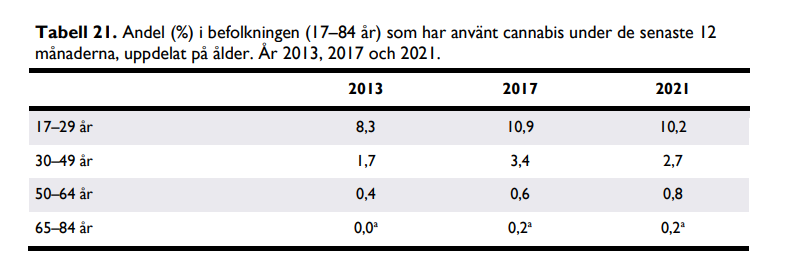 Tabell 21. Andel (%) i befolkningen (17–84 år) som har använt cannabis under de senaste 12
månaderna, uppdelat på ålder. År 2013, 2017 och 2021.
2013 2017 2021
17–29 år 8,3 10,9 10,2
30–49 år 1,7 3,4 2,7
50–64 år 0,4 0,6 0,8
65–84 år 0,0ᵃ 0,2ᵃ 0,2ᵃ